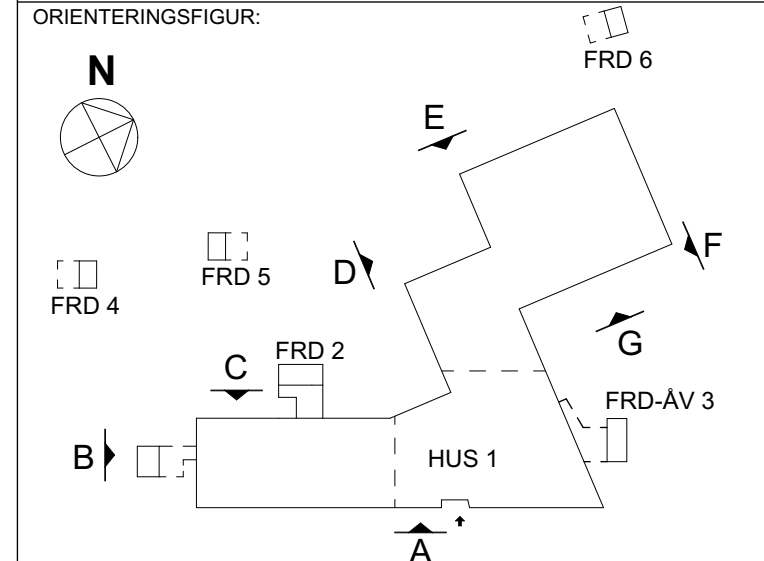 ORIENTERINGSFIGUR:
FRD 6
N
E
F
D
FRD 5
FRD 4
G
FRD 2
C
FRD-ÅV 3
B
HUS 1
A